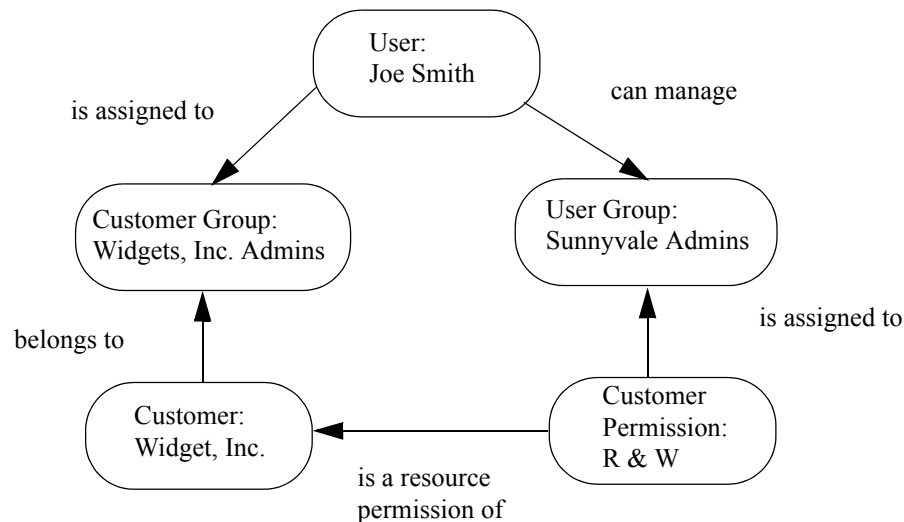 User:
Joe Smith
is assigned to
can manage
Customer Group:
Widgets, Inc. Admins
User Group:
Sunnyvale Admins
belongs to
is assigned to
Customer:
Widget, Inc.
Customer
Permission:
R & W
is a resource
permission of